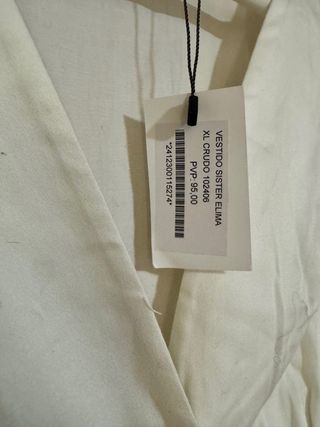 VESTIDO SISTER ELIMA
XL CRUDO 102406
PVP. 95,00
*2412300115274*